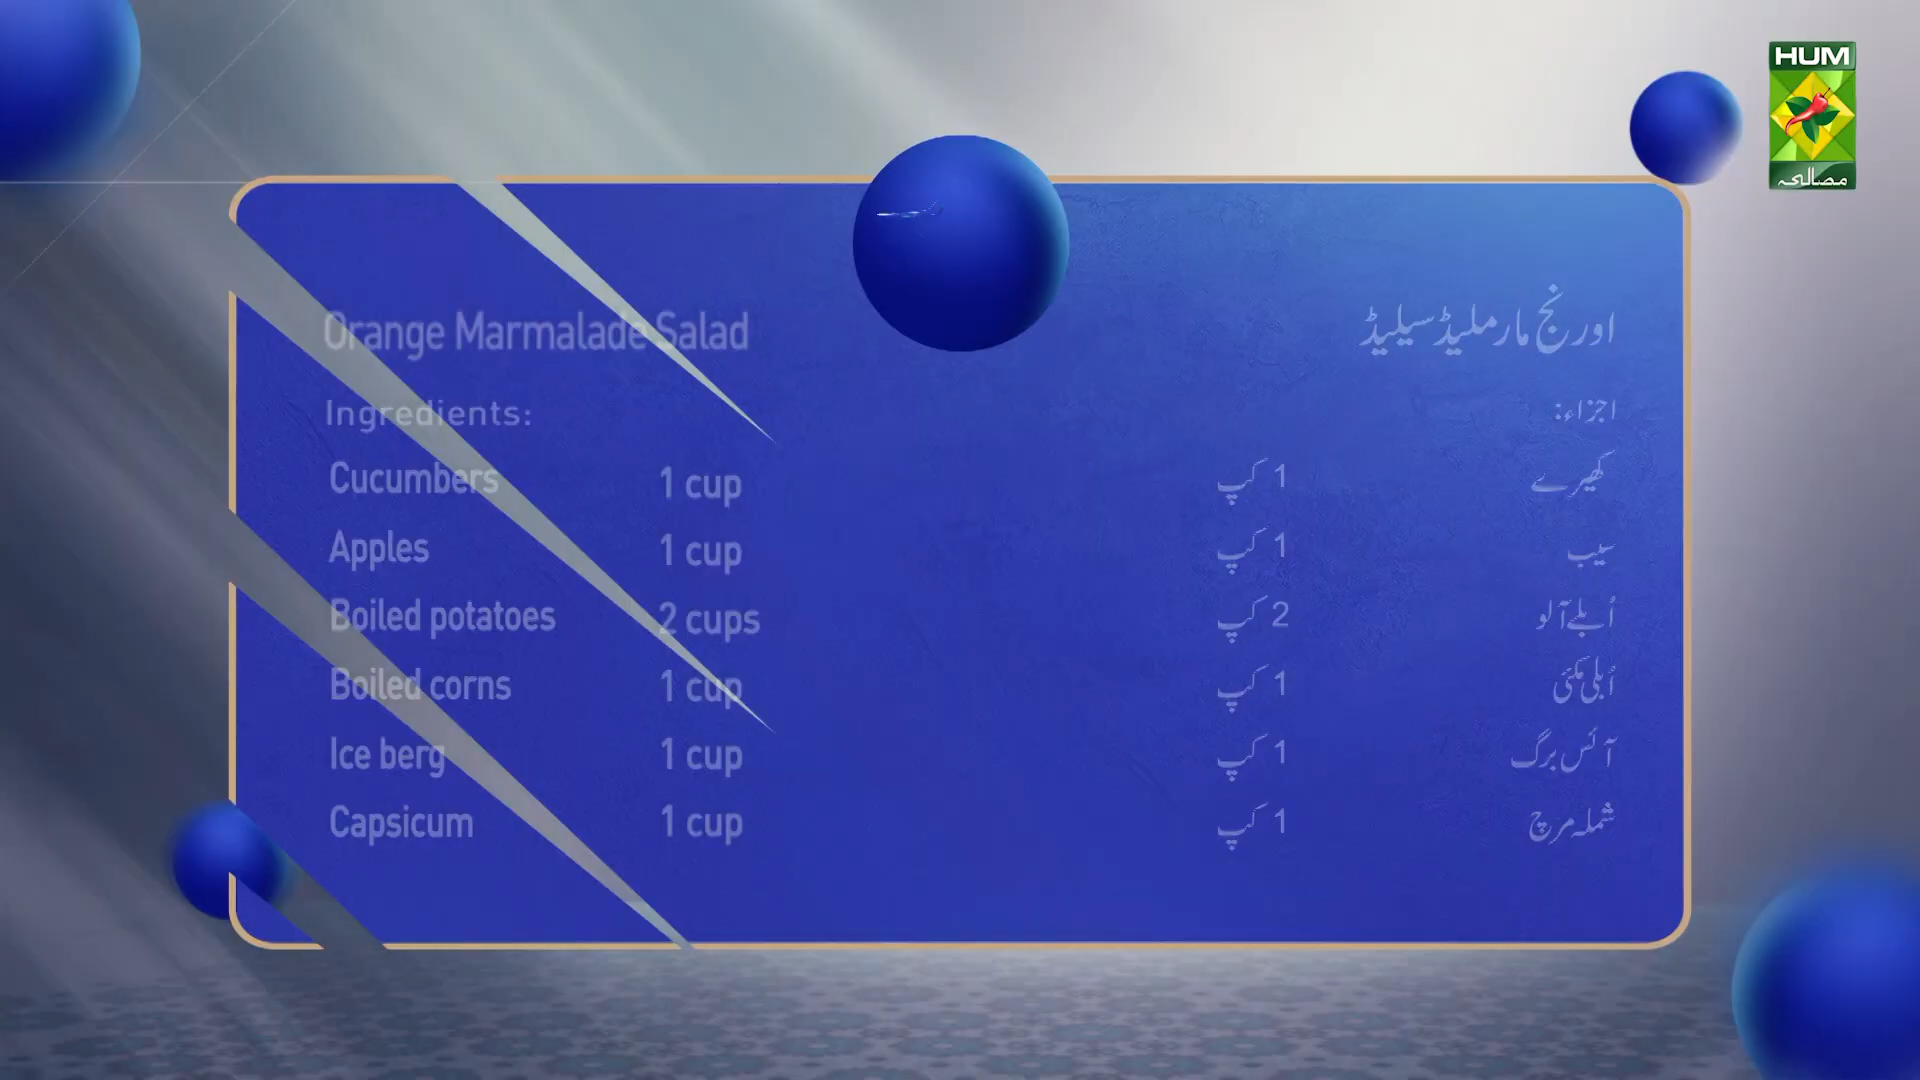 HUM
مصالحہ
Orange Marmalade Salad
اورنج مارملیڈ سیلیڈ
Ingredients:
اجزاء:
Cucumbers 1 cup
کھیرے 1 کپ
Apples 1 cup
سیب 1 کپ
Boiled potatoes 2 cups
اُبلے آلو 2 کپ
Boiled corns 1 cup
اُبلی مکئی 1 کپ
Ice berg 1 cup
آئس برگ 1 کپ
Capsicum 1 cup
شملہ مرچ 1 کپ